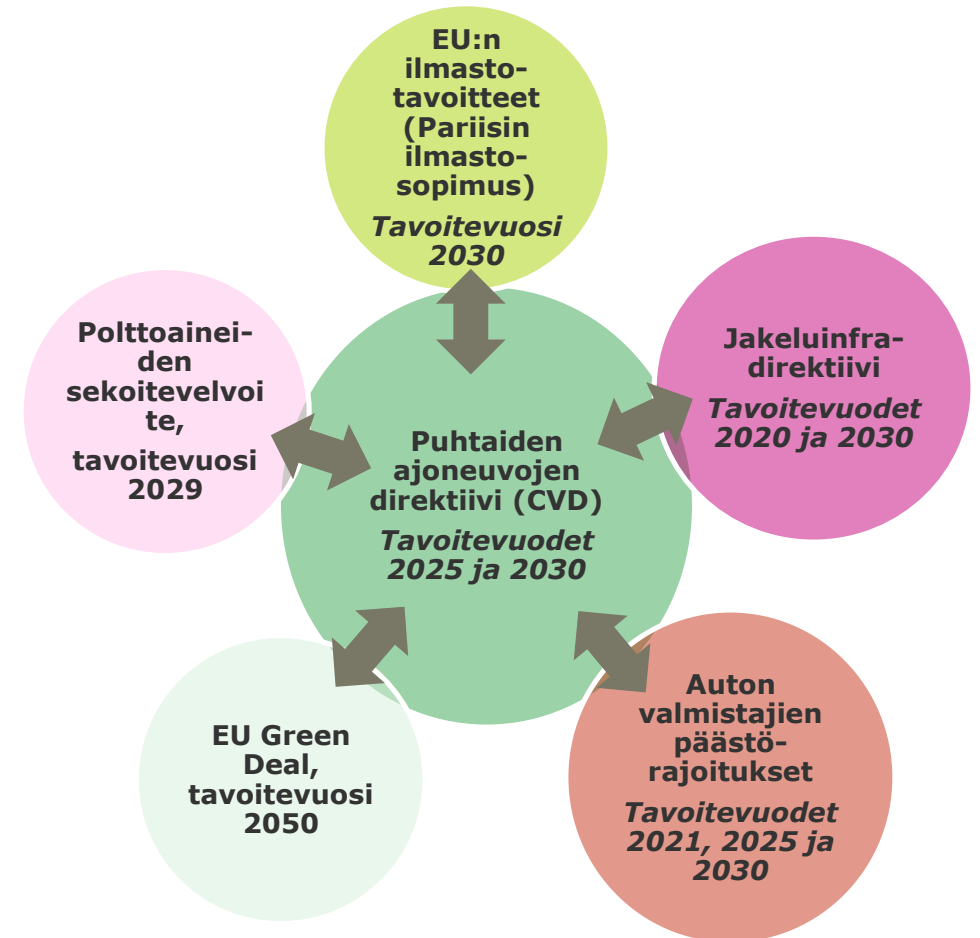 EU:n
ilmasto-
tavoitteet
(Pariisin
ilmasto-
sopimus)
Tavoitevuosi
2030
Jakeluinfra-
direktiivi
Tavoitevuodet
2020 ja 2030
Auton
valmistajien
päästö-
rajoitukset
Tavoitevuodet
2021, 2025 ja
2030
EU Green
Deal,
tavoitevuosi
2050
Polttoainei-
den
sekoitevelvoi
te,
tavoitevuosi
2029
Puhtaiden
ajoneuvojen
direktiivi (CVD)
Tavoitevuodet
2025 ja 2030